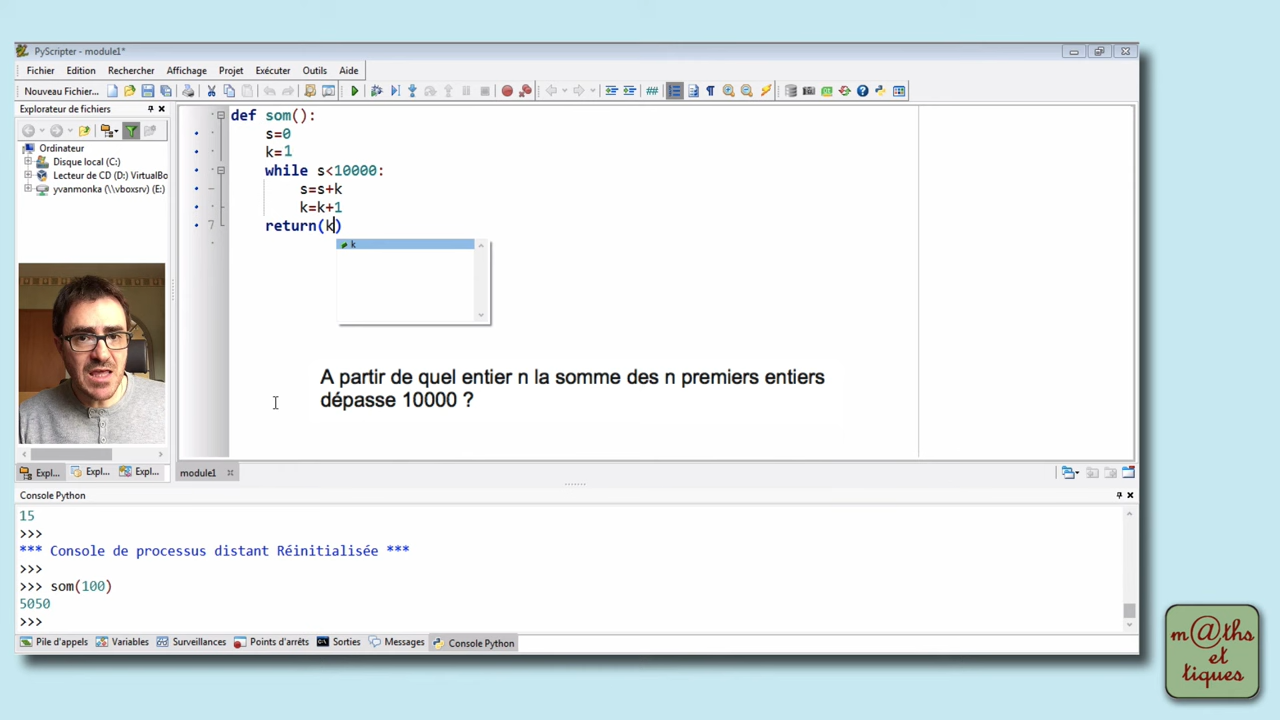 PyScripter - module1*
Fichier Edition Rechercher Affichage Projet Exécuter Outils Aide
Nouveau Fichier...
Explorateur de fichiers
Ordinateur
Disque local (C:)
Lecteur de CD (D:) VirtualBo
yvanmonka (\\vboxsrv) (E:)
def som():
s=0
k=1
while s<10000:
s=s+k
k=k+1
7 return(k)
k
A partir de quel entier n la somme des n premiers entiers
dépasse 10000 ?
Expl... Expl... Expl...
module1
Console Python
15
>>>
*** Console de processus distant Réinitialisée ***
>>>
>>> som(100)
5050
>>>
Pile d'appels Variables Surveillances Points d'arrêts Sorties Messages Console Python
m@ths
et
tiques